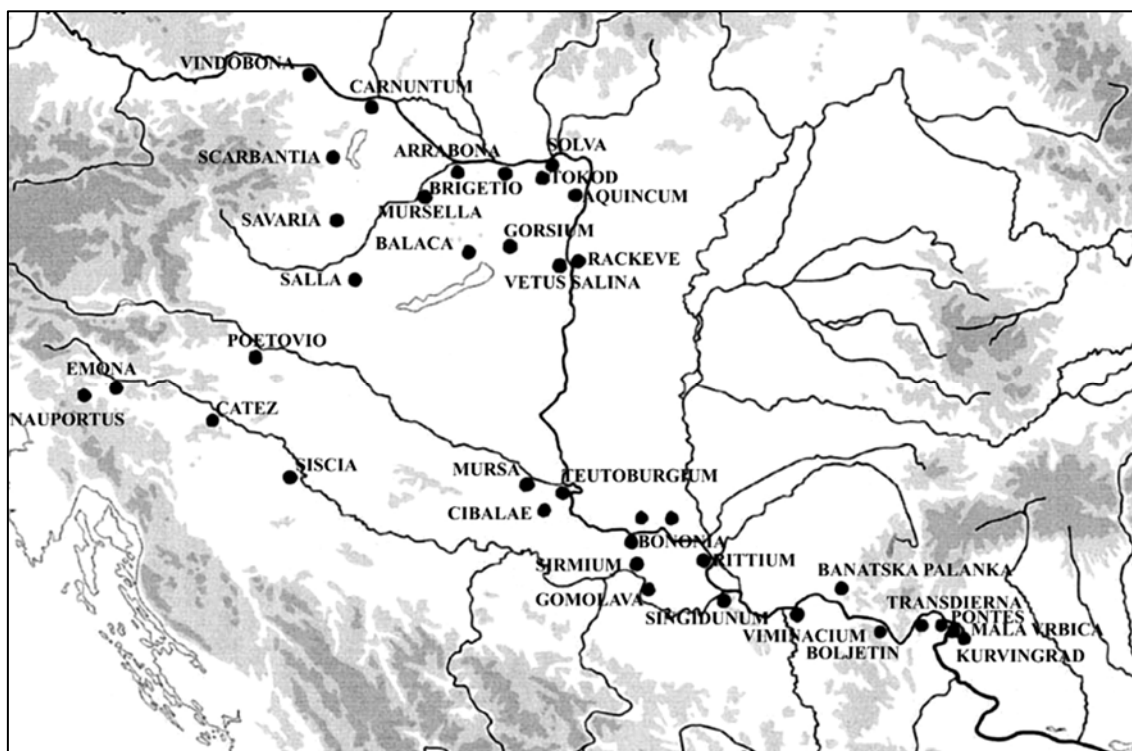 VINDOBONA
CARNUNTUM
SCARBANTIA
ARRABONA
SOLVA
TOKOD
BRIGETIO
AQUINCUM
MURSELLA
SAVARIA
GORSIUM
BALACA
RACKEVE
SALLA
VETUS SALINA
POETOVIO
EMONA
CATEZ
NAUPORTUS
SISCIA
MURSA
TEUTOBURGIUM
CIBALAE
BONONIA
RITTIUM
SIRMIUM
BANATSKA PALANKA
GOMOLAVA
TRANSDIERNA
SINGIDUNUM
PONTES
VIMINACIUM
MALA VRBICA
BOLJETIN
KURVINGRAD